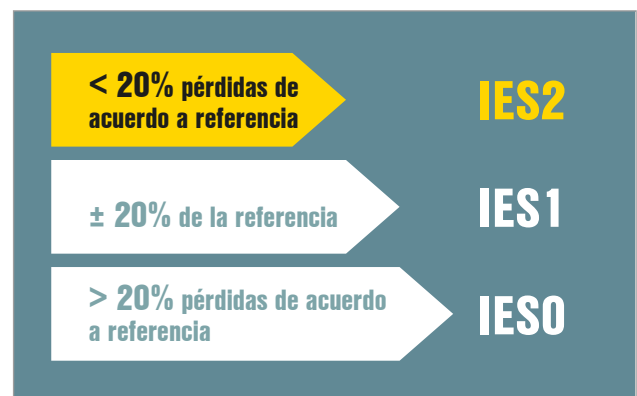 < 20% pérdidas de
acuerdo a referencia
IES2
± 20% de la referencia
IES1
> 20% pérdidas de acuerdo
a referencia
IES0